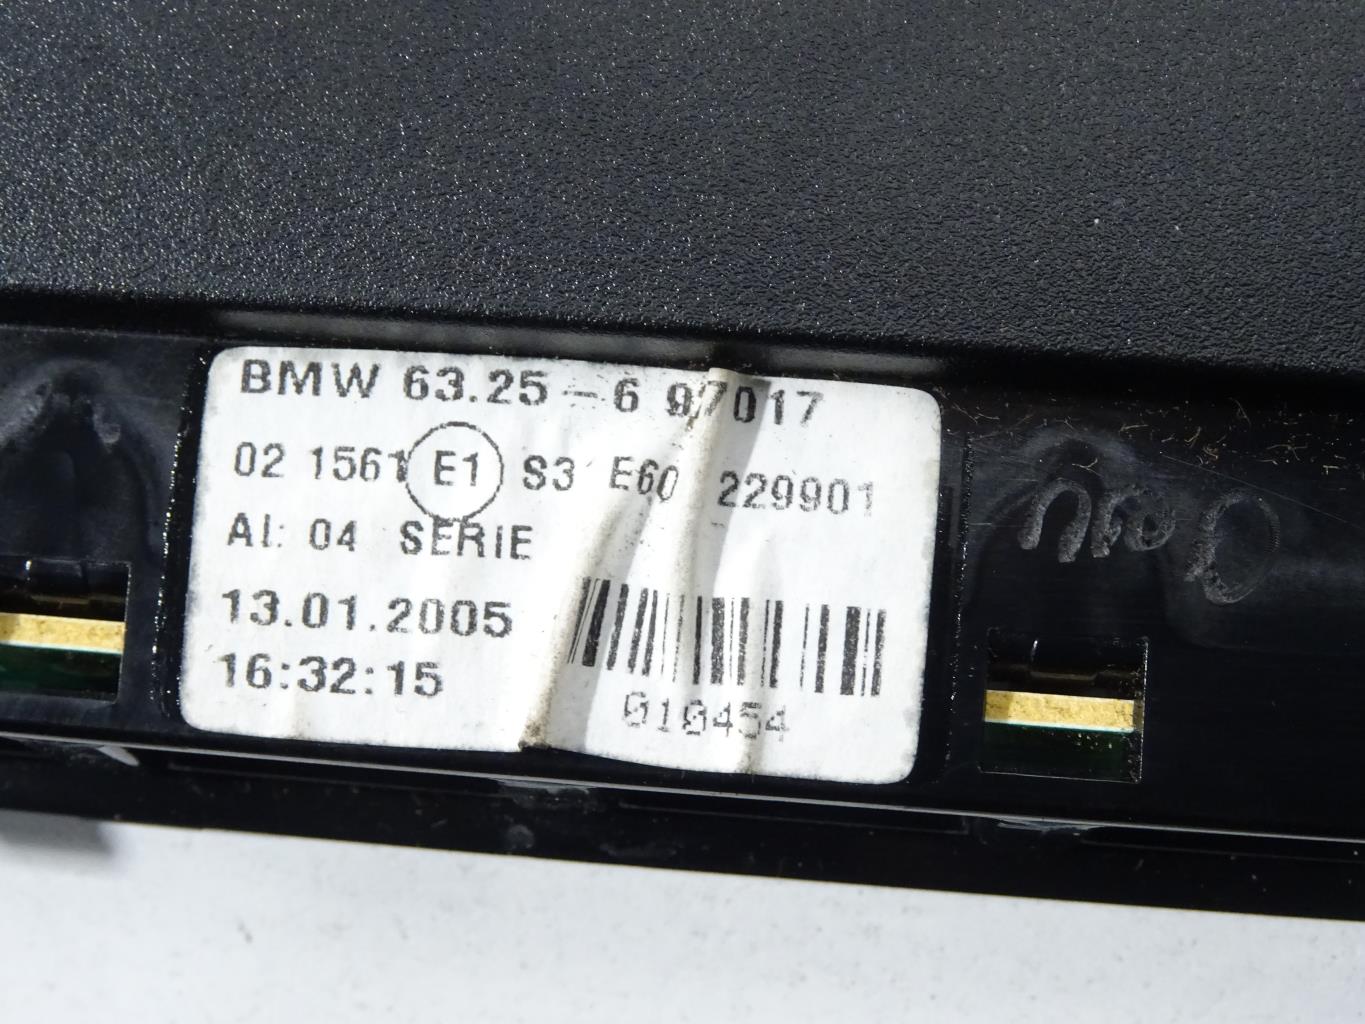 BMW 63.25-6 97017
02 1561 E1 S3 E60 229901
AI: 04 SERIE
13.01.2005
16:32:15
010454